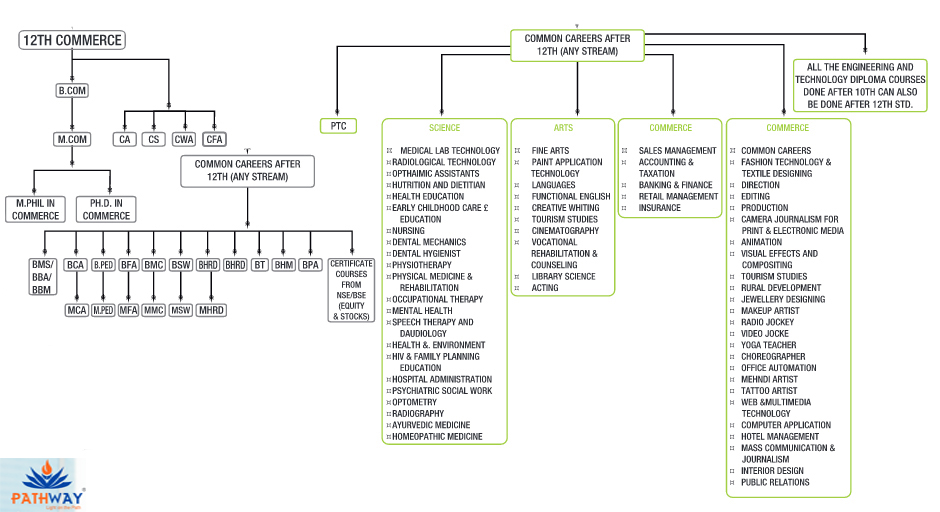 12TH COMMERCE
B.COM
M.COM
CA
CS
CWA
CFA
M.PHIL IN
COMMERCE
PH.D. IN
COMMERCE
COMMON CAREERS AFTER
12TH (ANY STREAM)
BMS/
BBA/
BBM
BCA
B.PED
BFA
BMC
BSW
BHRD
BHRD
BT
BHM
BPA
CERTIFICATE
COURSES
FROM
NSE/BSE
(EQUITY
& STOCKS)
MCA
M.PED
MFA
MMC
MSW
MHRD
COMMON CAREERS AFTER
12TH (ANY STREAM)
ALL THE ENGINEERING AND
TECHNOLOGY DIPLOMA COURSES
DONE AFTER 10TH CAN ALSO
BE DONE AFTER 12TH STD.
PTC
SCIENCE
¤ MEDICAL LAB TECHNOLOGY
¤ RADIOLOGICAL TECHNOLOGY
¤ OPTHAIMIC ASSISTANTS
¤ HUTRITION AND DIETITIAN
¤ HEALTH EDUCATION
¤ EARLY CHILDHOOD CARE £
EDUCATION
¤ NURSING
¤ DENTAL MECHANICS
¤ DENTAL HYGIENIST
¤ PHYSIOTHERAPY
¤ PHYSICAL MEDICINE &
REHABILITATION
¤ OCCUPATIONAL THERAPY
¤ MENTAL HEALTH
¤ SPEECH THERAPY AND
DAUDIOLOGY
¤ HEALTH &. ENVIRONMENT
¤ HIV & FAMILY PLANNING
EDUCATION
¤ HOSPITAL ADMINISTRATION
¤ PSYCHIATRIC SOCIAL WORK
¤ OPTOMETRY
¤ RADIOGRAPHY
¤ AYURVEDIC MEDICINE
¤ HOMEOPATHIC MEDICINE
ARTS
¤ FINE ARTS
¤ PAINT APPLICATION
TECHNOLOGY
¤ LANGUAGES
¤ FUNCTIONAL ENGLISH
¤ CREATIVE WHITING
¤ TOURISM STUDIES
¤ CINEMATOGRAPHY
¤ VOCATIONAL
REHABILITATION &
COUNSELING
¤ LIBRARY SCIENCE
¤ ACTING
COMMERCE
¤ SALES MANAGEMENT
¤ ACCOUNTING &
TAXATION
¤ BANKING & FINANCE
¤ RETAIL MANAGEMENT
¤ INSURANCE
COMMERCE
¤ COMMON CAREERS
¤ FASHION TECHNOLOGY &
TEXTILE DESIGNING
¤ DIRECTION
¤ EDITING
¤ PRODUCTION
¤ CAMERA JOURNALISM FOR
PRINT & ELECTRONIC MEDIA
¤ ANIMATION
¤ VISUAL EFFECTS AND
COMPOSITING
¤ TOURISM STUDIES
¤ RURAL DEVELOPMENT
¤ JEWELLERY DESIGNING
¤ MAKEUP ARTIST
¤ RADIO JOCKEY
¤ VIDEO JOCKE
¤ YOGA TEACHER
¤ CHOREOGRAPHER
¤ OFFICE AUTOMATION
¤ MEHNDI ARTIST
¤ TATTOO ARTIST
¤ WEB &MULTIMEDIA
TECHNOLOGY
¤ COMPUTER APPLICATION
¤ HOTEL MANAGEMENT
¤ MASS COMMUNICATION &
JOURNALISM
¤ INTERIOR DESIGN
¤ PUBLIC RELATIONS
PATHWAY®
Light for the Path